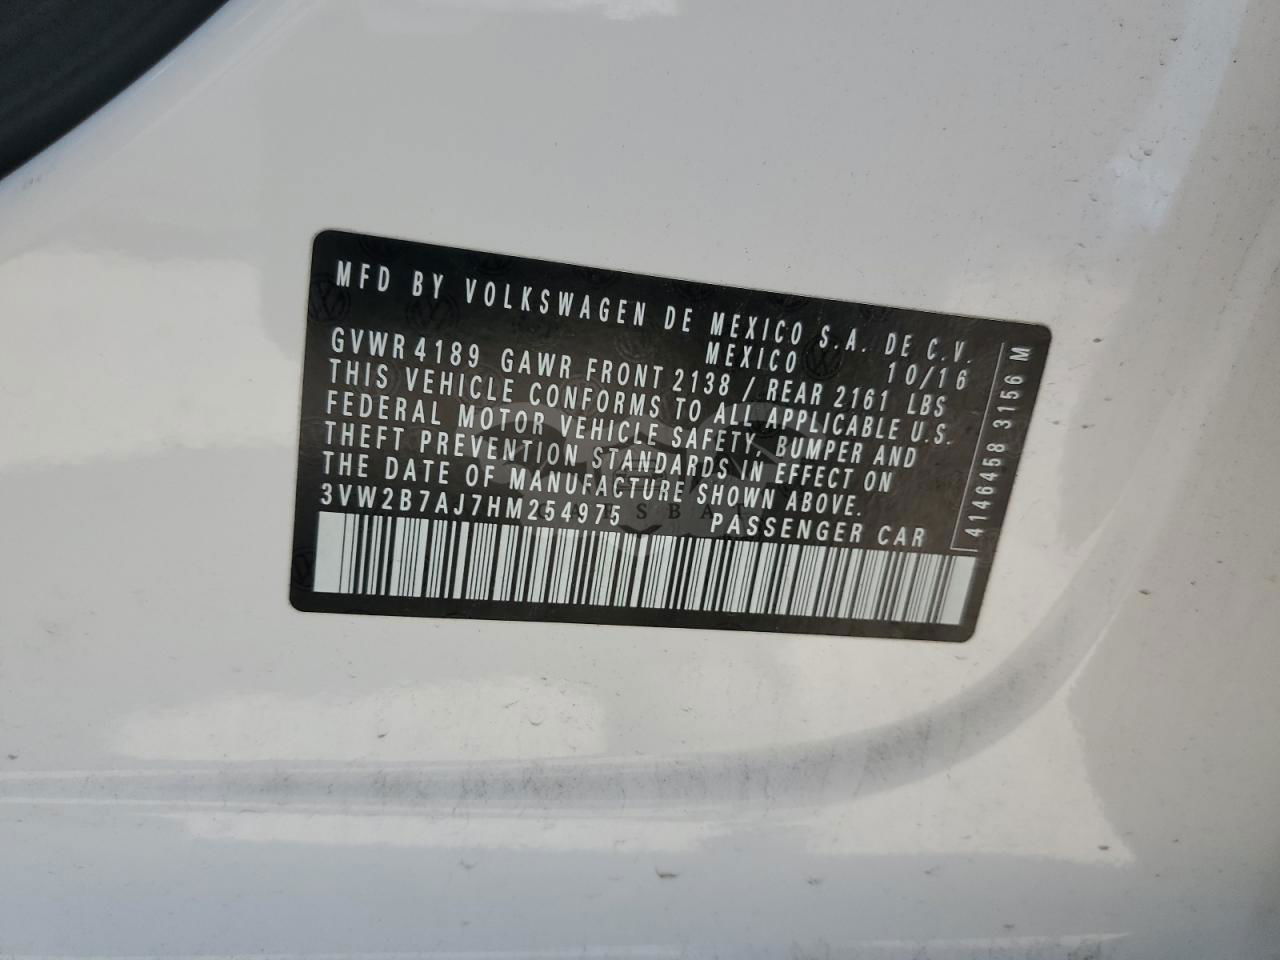 MFD BY VOLKSWAGEN DE MEXICO S.A. DE C.V.
MEXICO 10/16
GVWR 4189 GAWR FRONT 2138 / REAR 2161 LBS
THIS VEHICLE CONFORMS TO ALL APPLICABLE U.S.
FEDERAL MOTOR VEHICLE SAFETY, BUMPER AND
THEFT PREVENTION STANDARDS IN EFFECT ON
THE DATE OF MANUFACTURE SHOWN ABOVE.
3VW2B7AJ7HM254975 PASSENGER CAR
4146458 3156 M